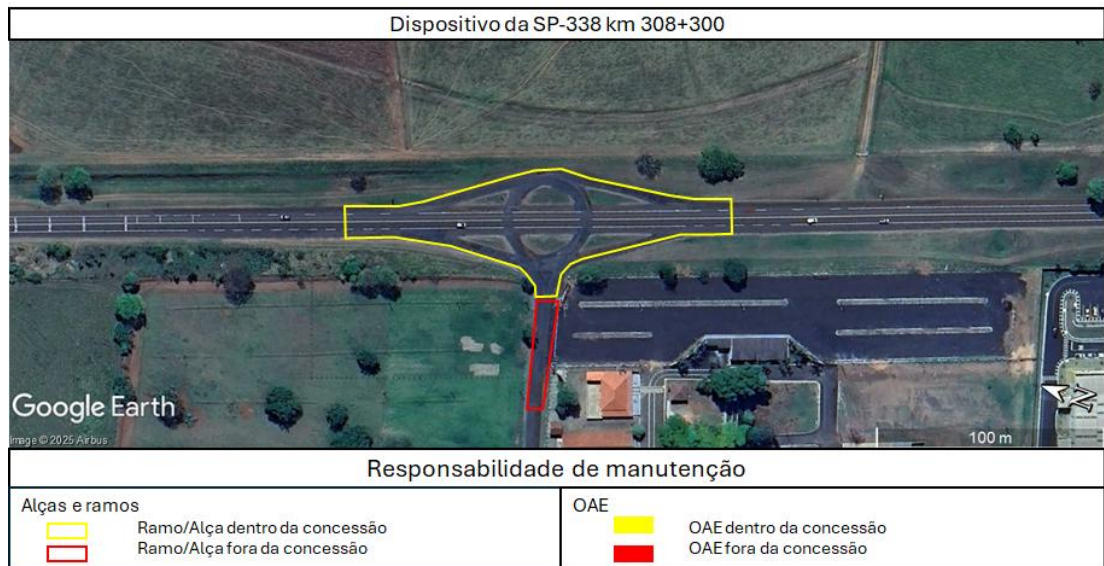 Dispositivo da SP-338 km 308+300
Google Earth
Image © 2025 Airbus
N
100 m
Responsabilidade de manutenção
Alças e ramos
Ramo/Alça dentro da concessão
Ramo/Alça fora da concessão
OAE
OAE dentro da concessão
OAE fora da concessão